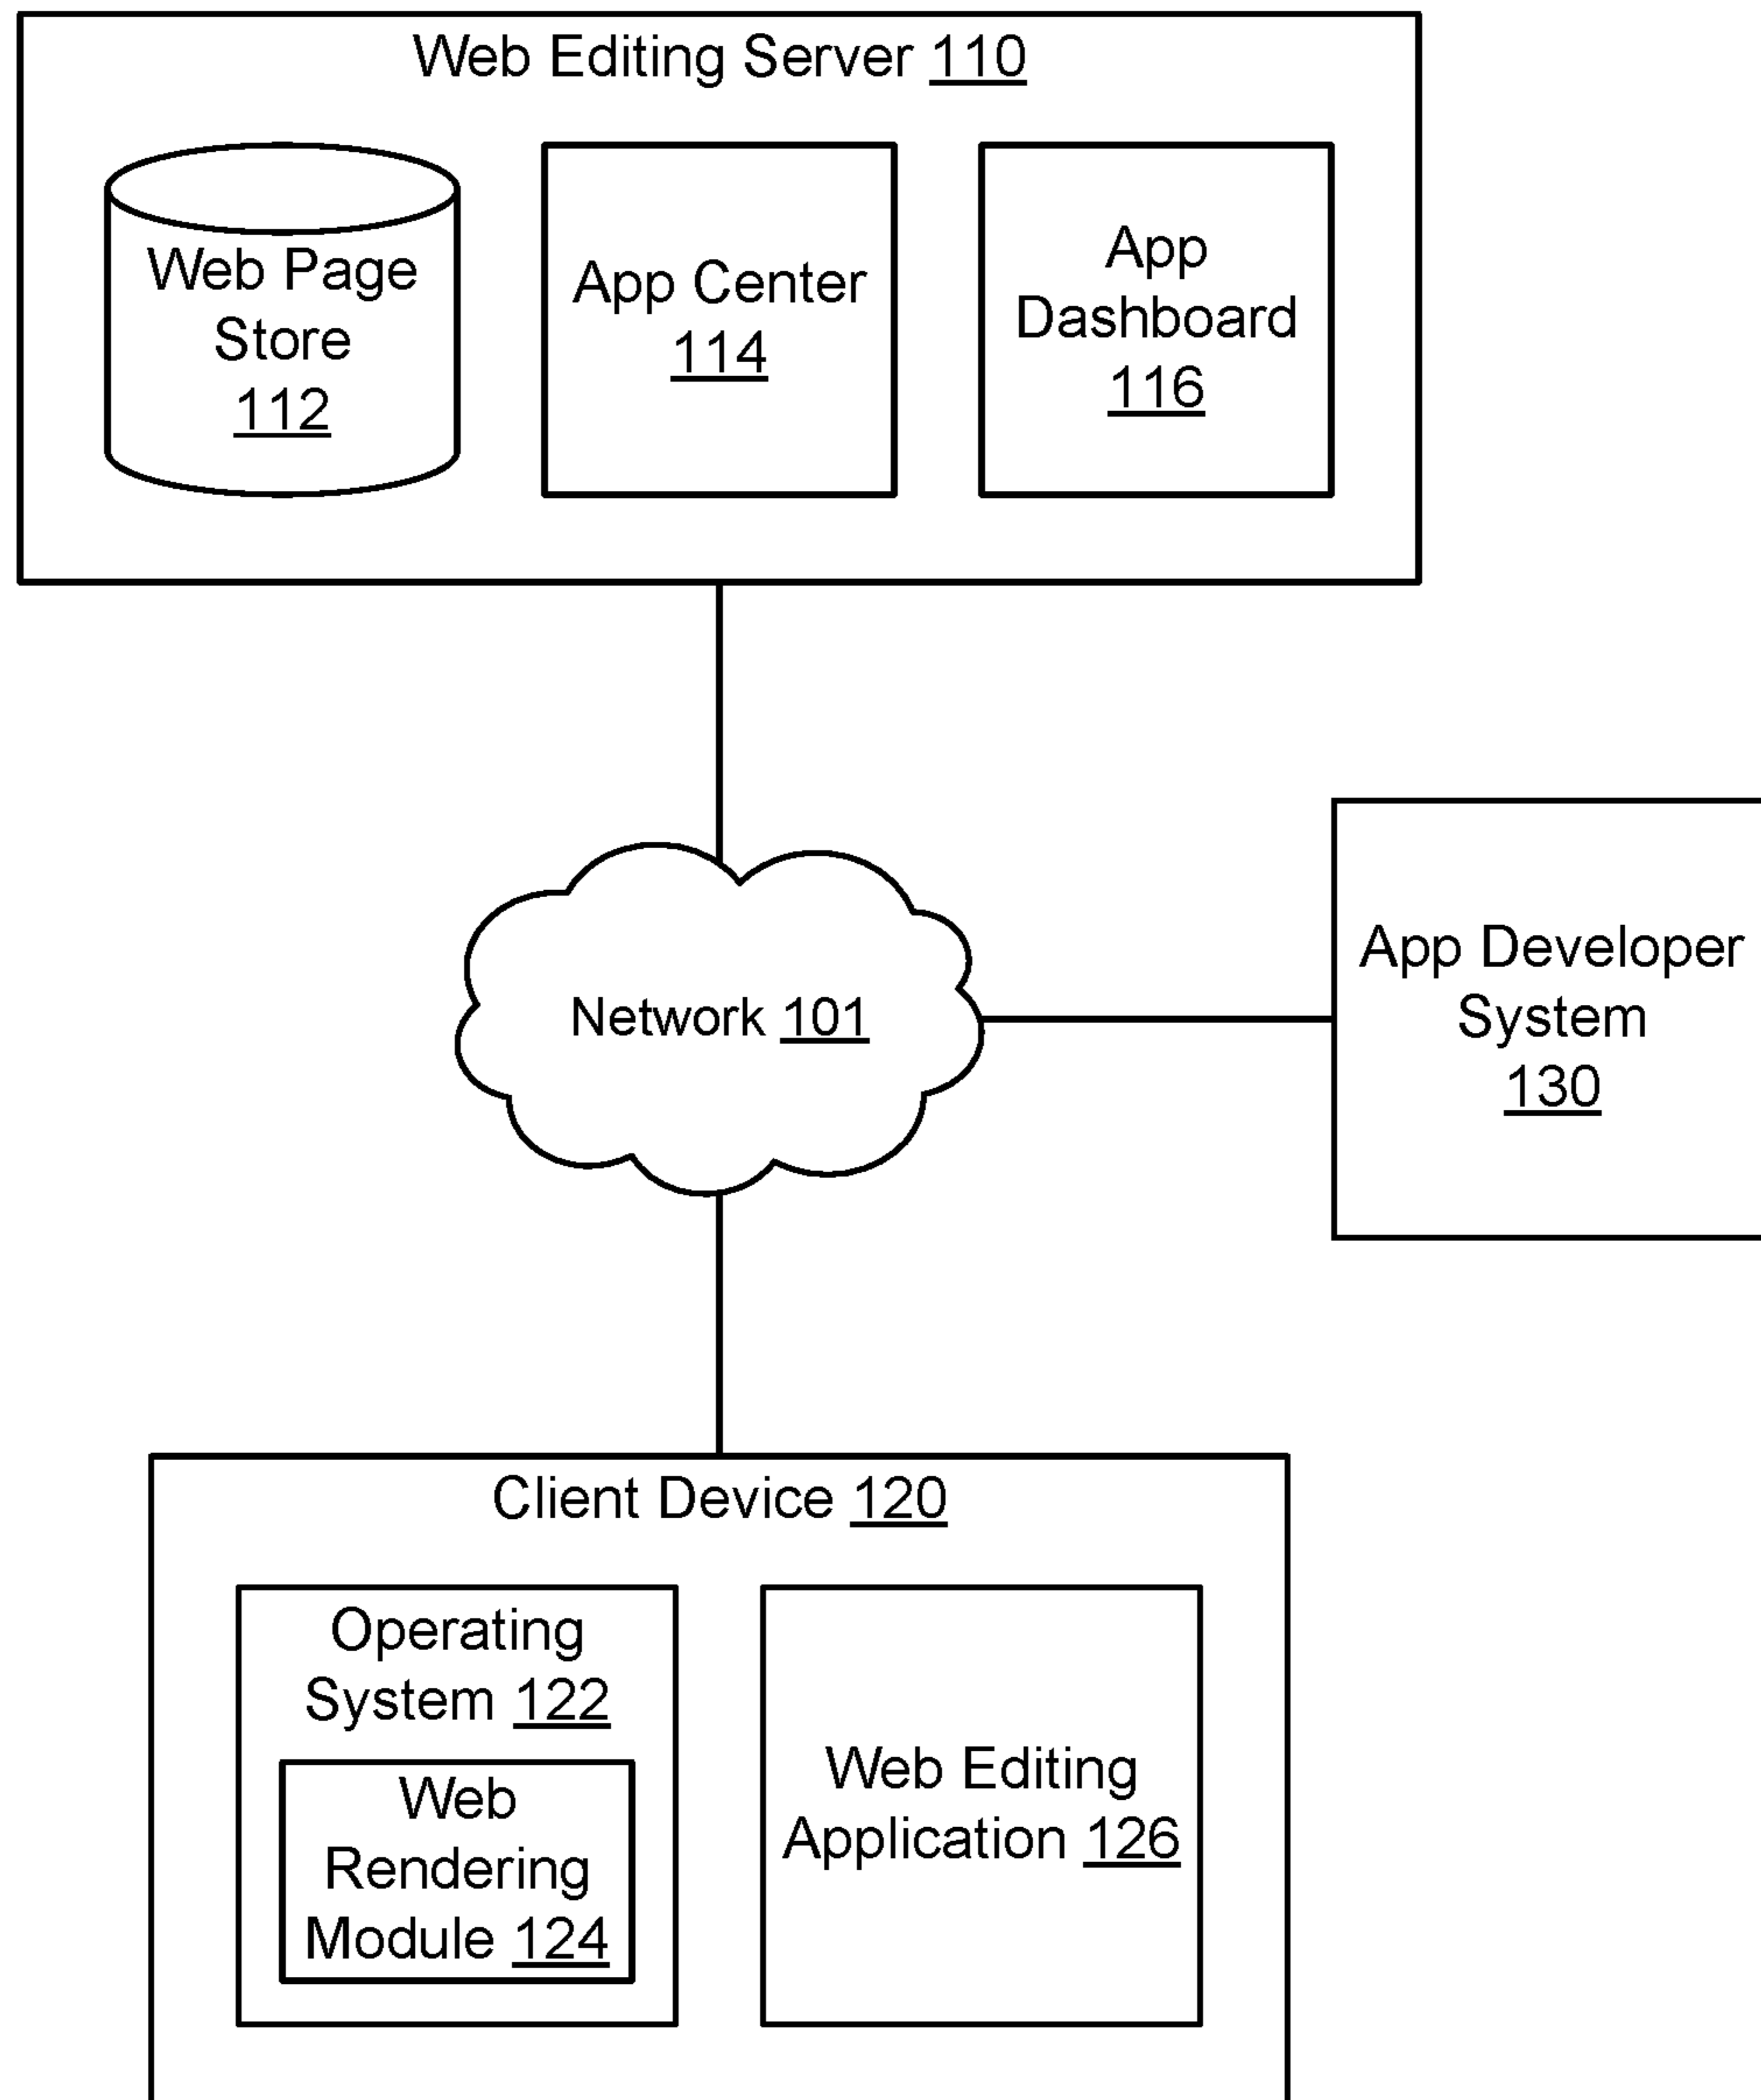 Web Editing Server 110
Web Page
Store
112
App Center
114
App
Dashboard
116
Network 101
App Developer
System
130
Client Device 120
Operating
System 122
Web
Rendering
Module 124
Web Editing
Application 126